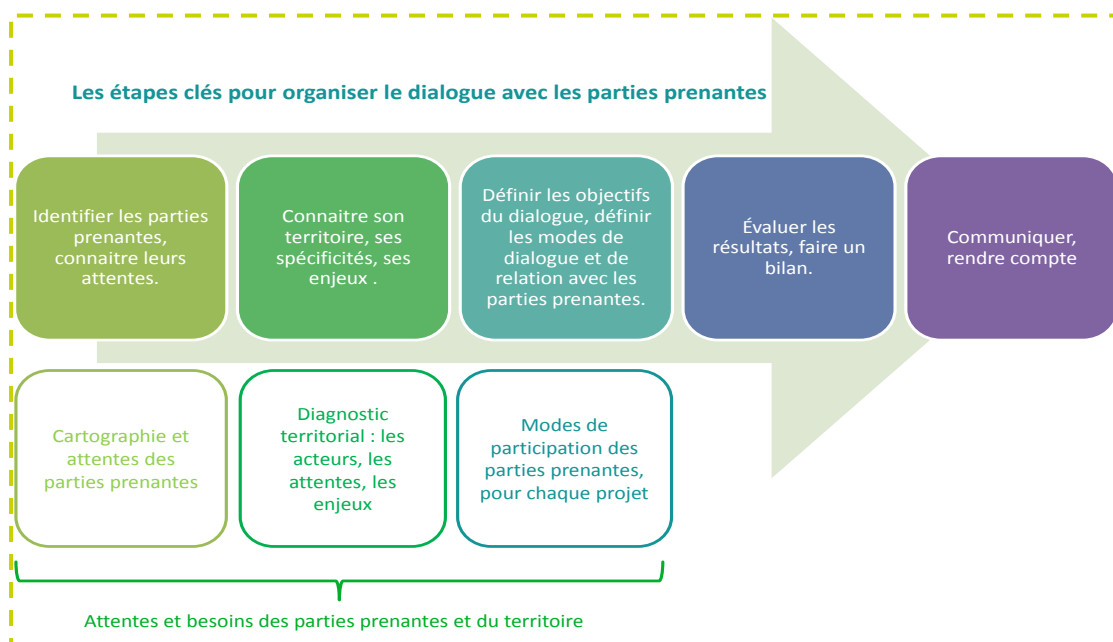 Les étapes clés pour organiser le dialogue avec les parties prenantes
Identifier les parties
prenantes,
connaitre leurs
attentes.
Connaitre son
territoire, ses
spécificités, ses
enjeux .
Définir les objectifs
du dialogue, définir
les modes de
dialogue et de
relation avec les
parties prenantes.
Évaluer les
résultats, faire un
bilan.
Communiquer,
rendre compte
Cartographie et
attentes des
parties prenantes
Diagnostic
territorial : les
acteurs, les
attentes, les
enjeux
Modes de
participation des
parties prenantes,
pour chaque projet
Attentes et besoins des parties prenantes et du territoire